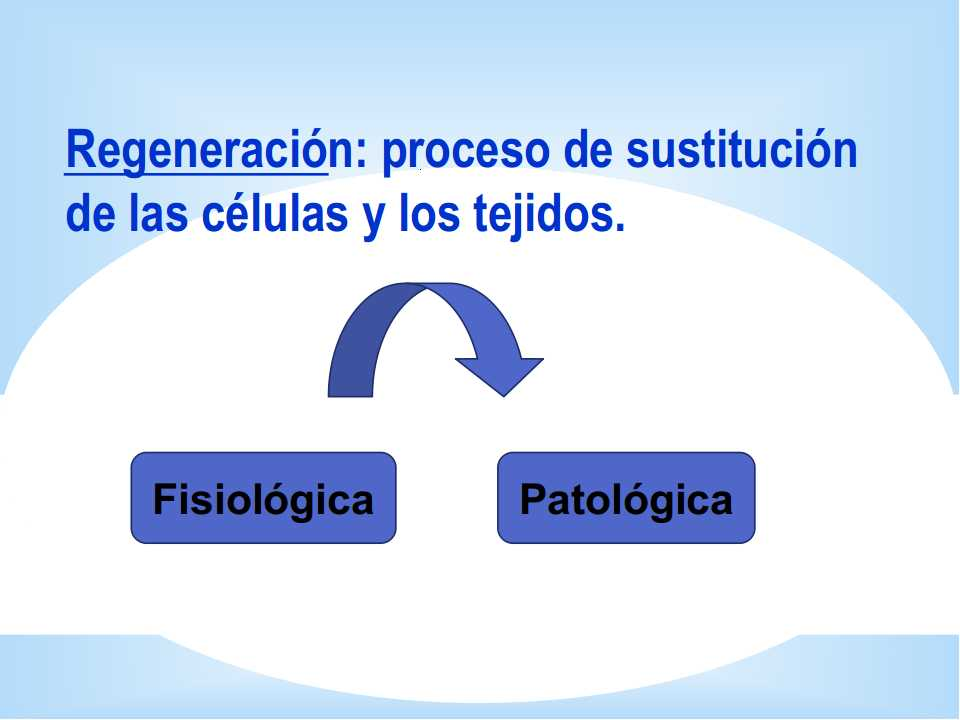 Regeneración: proceso de sustitución
de las células y los tejidos.
Fisiológica
Patológica